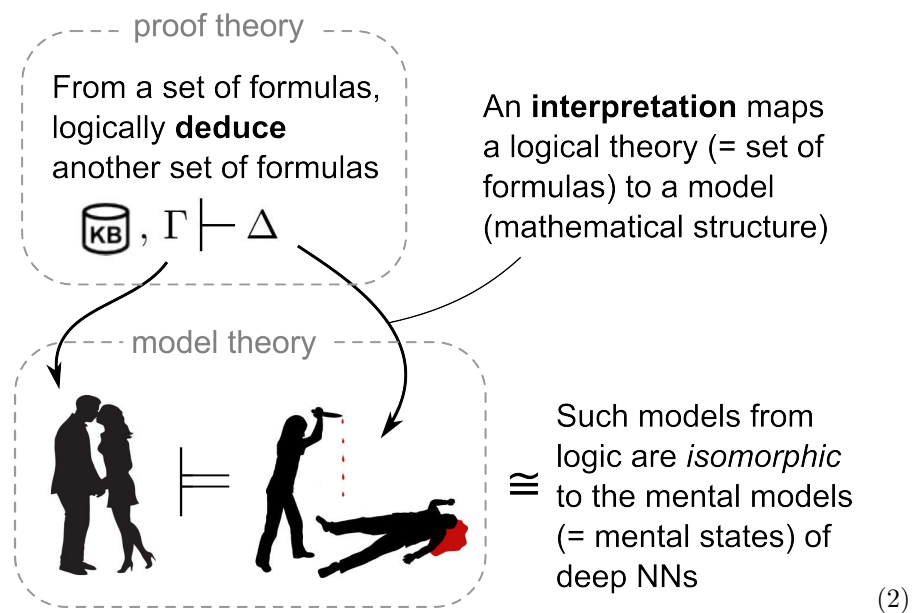 proof theory
From a set of formulas,
logically deduce
another set of formulas
KB , Γ ⊢ Δ
An interpretation maps
a logical theory (= set of
formulas) to a model
(mathematical structure)
model theory
⊨
≅
Such models from
logic are isomorphic
to the mental models
(= mental states) of
deep NNs
(2)